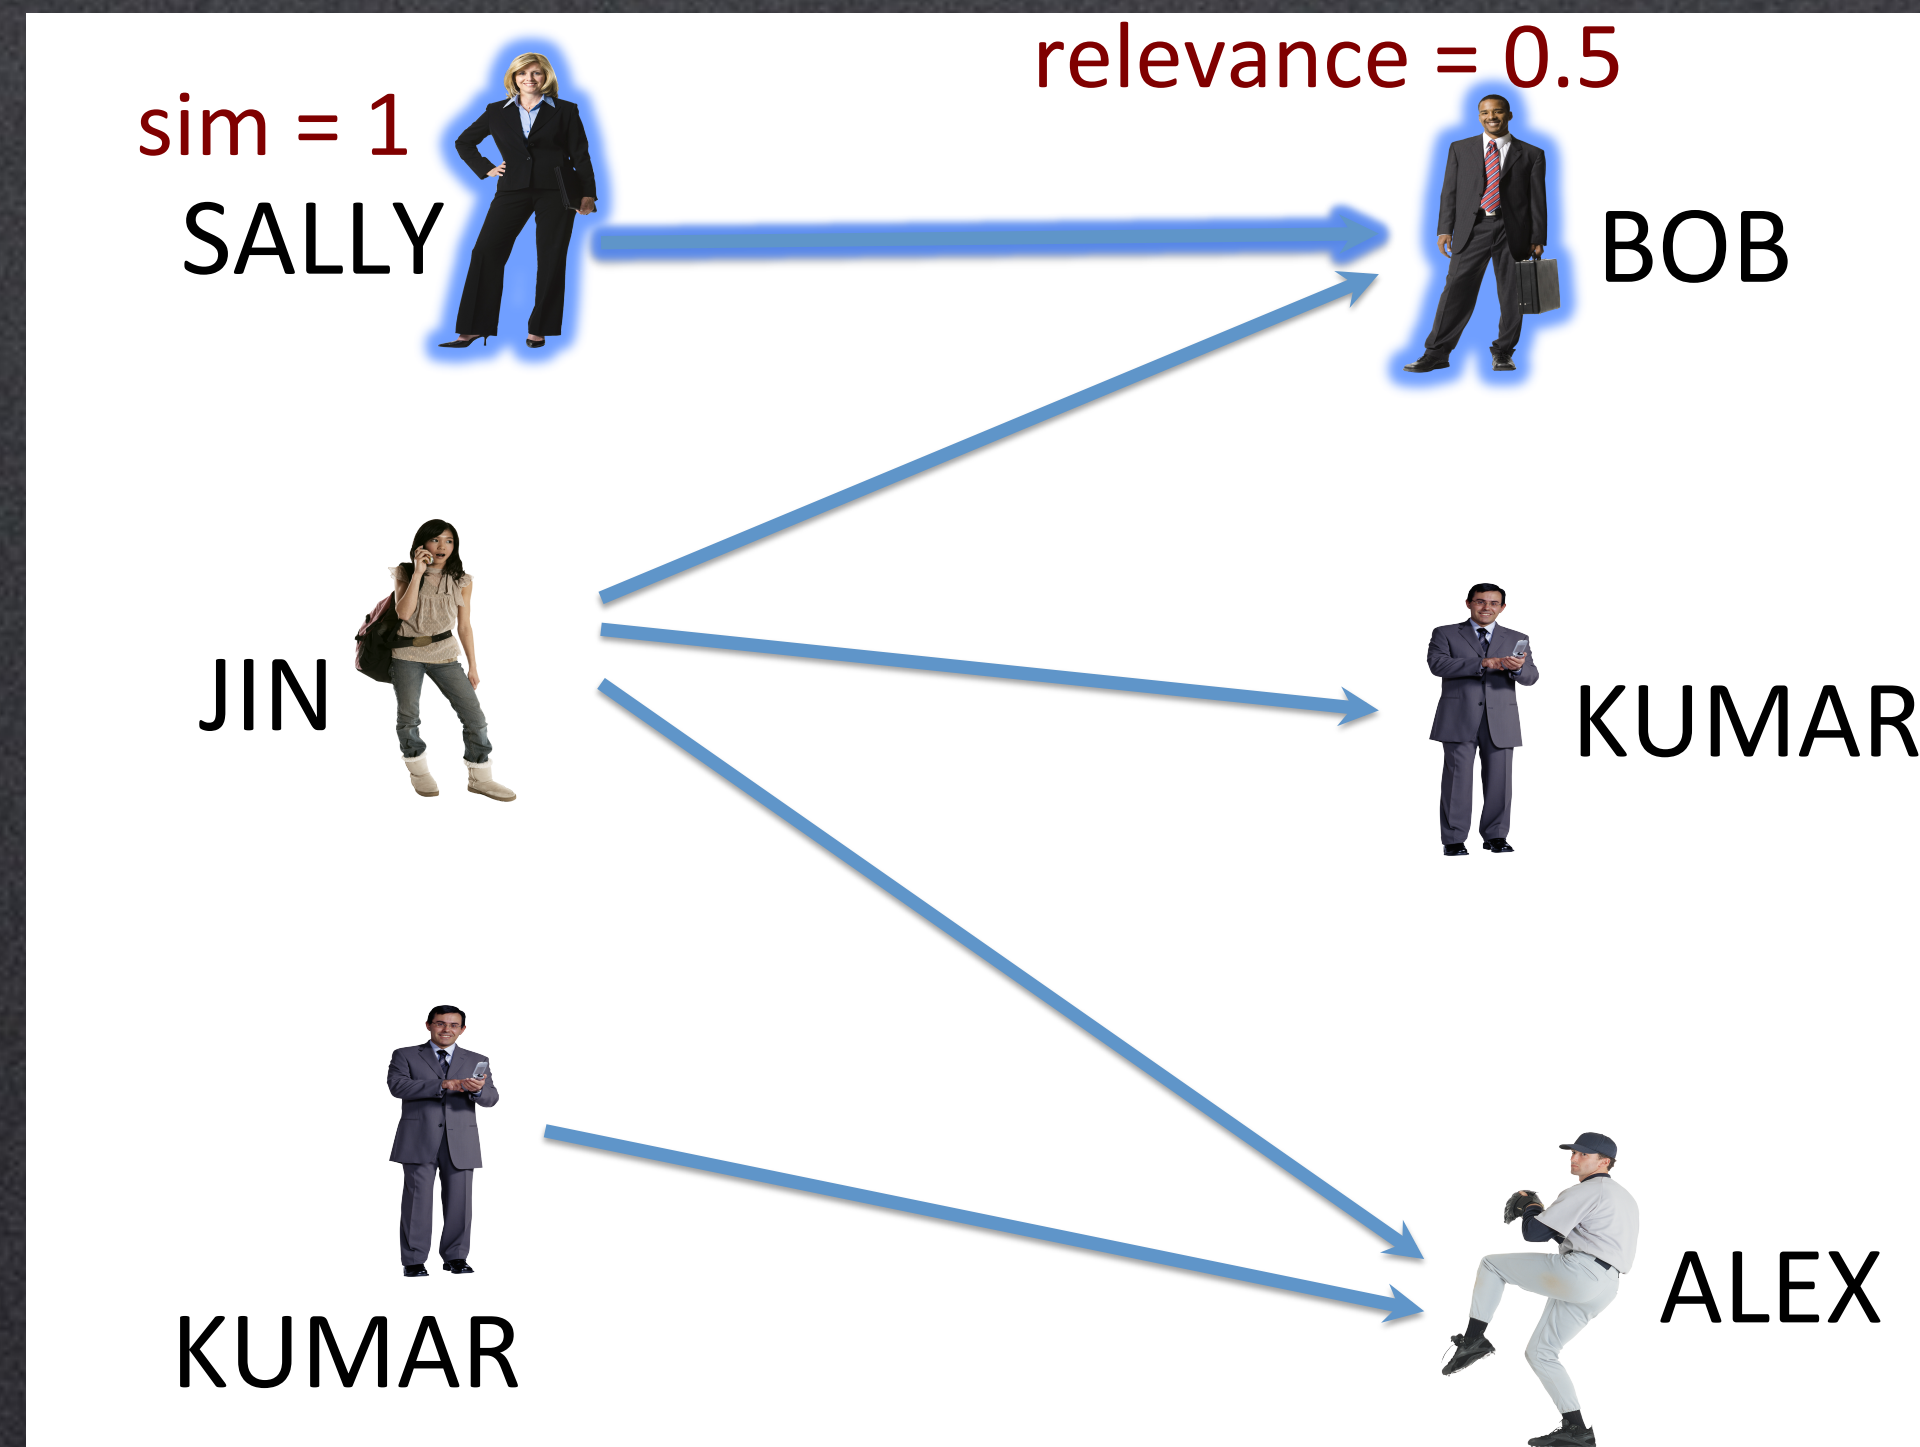 relevance = 0.5
sim = 1
SALLY
BOB
JIN
KUMAR
KUMAR
ALEX